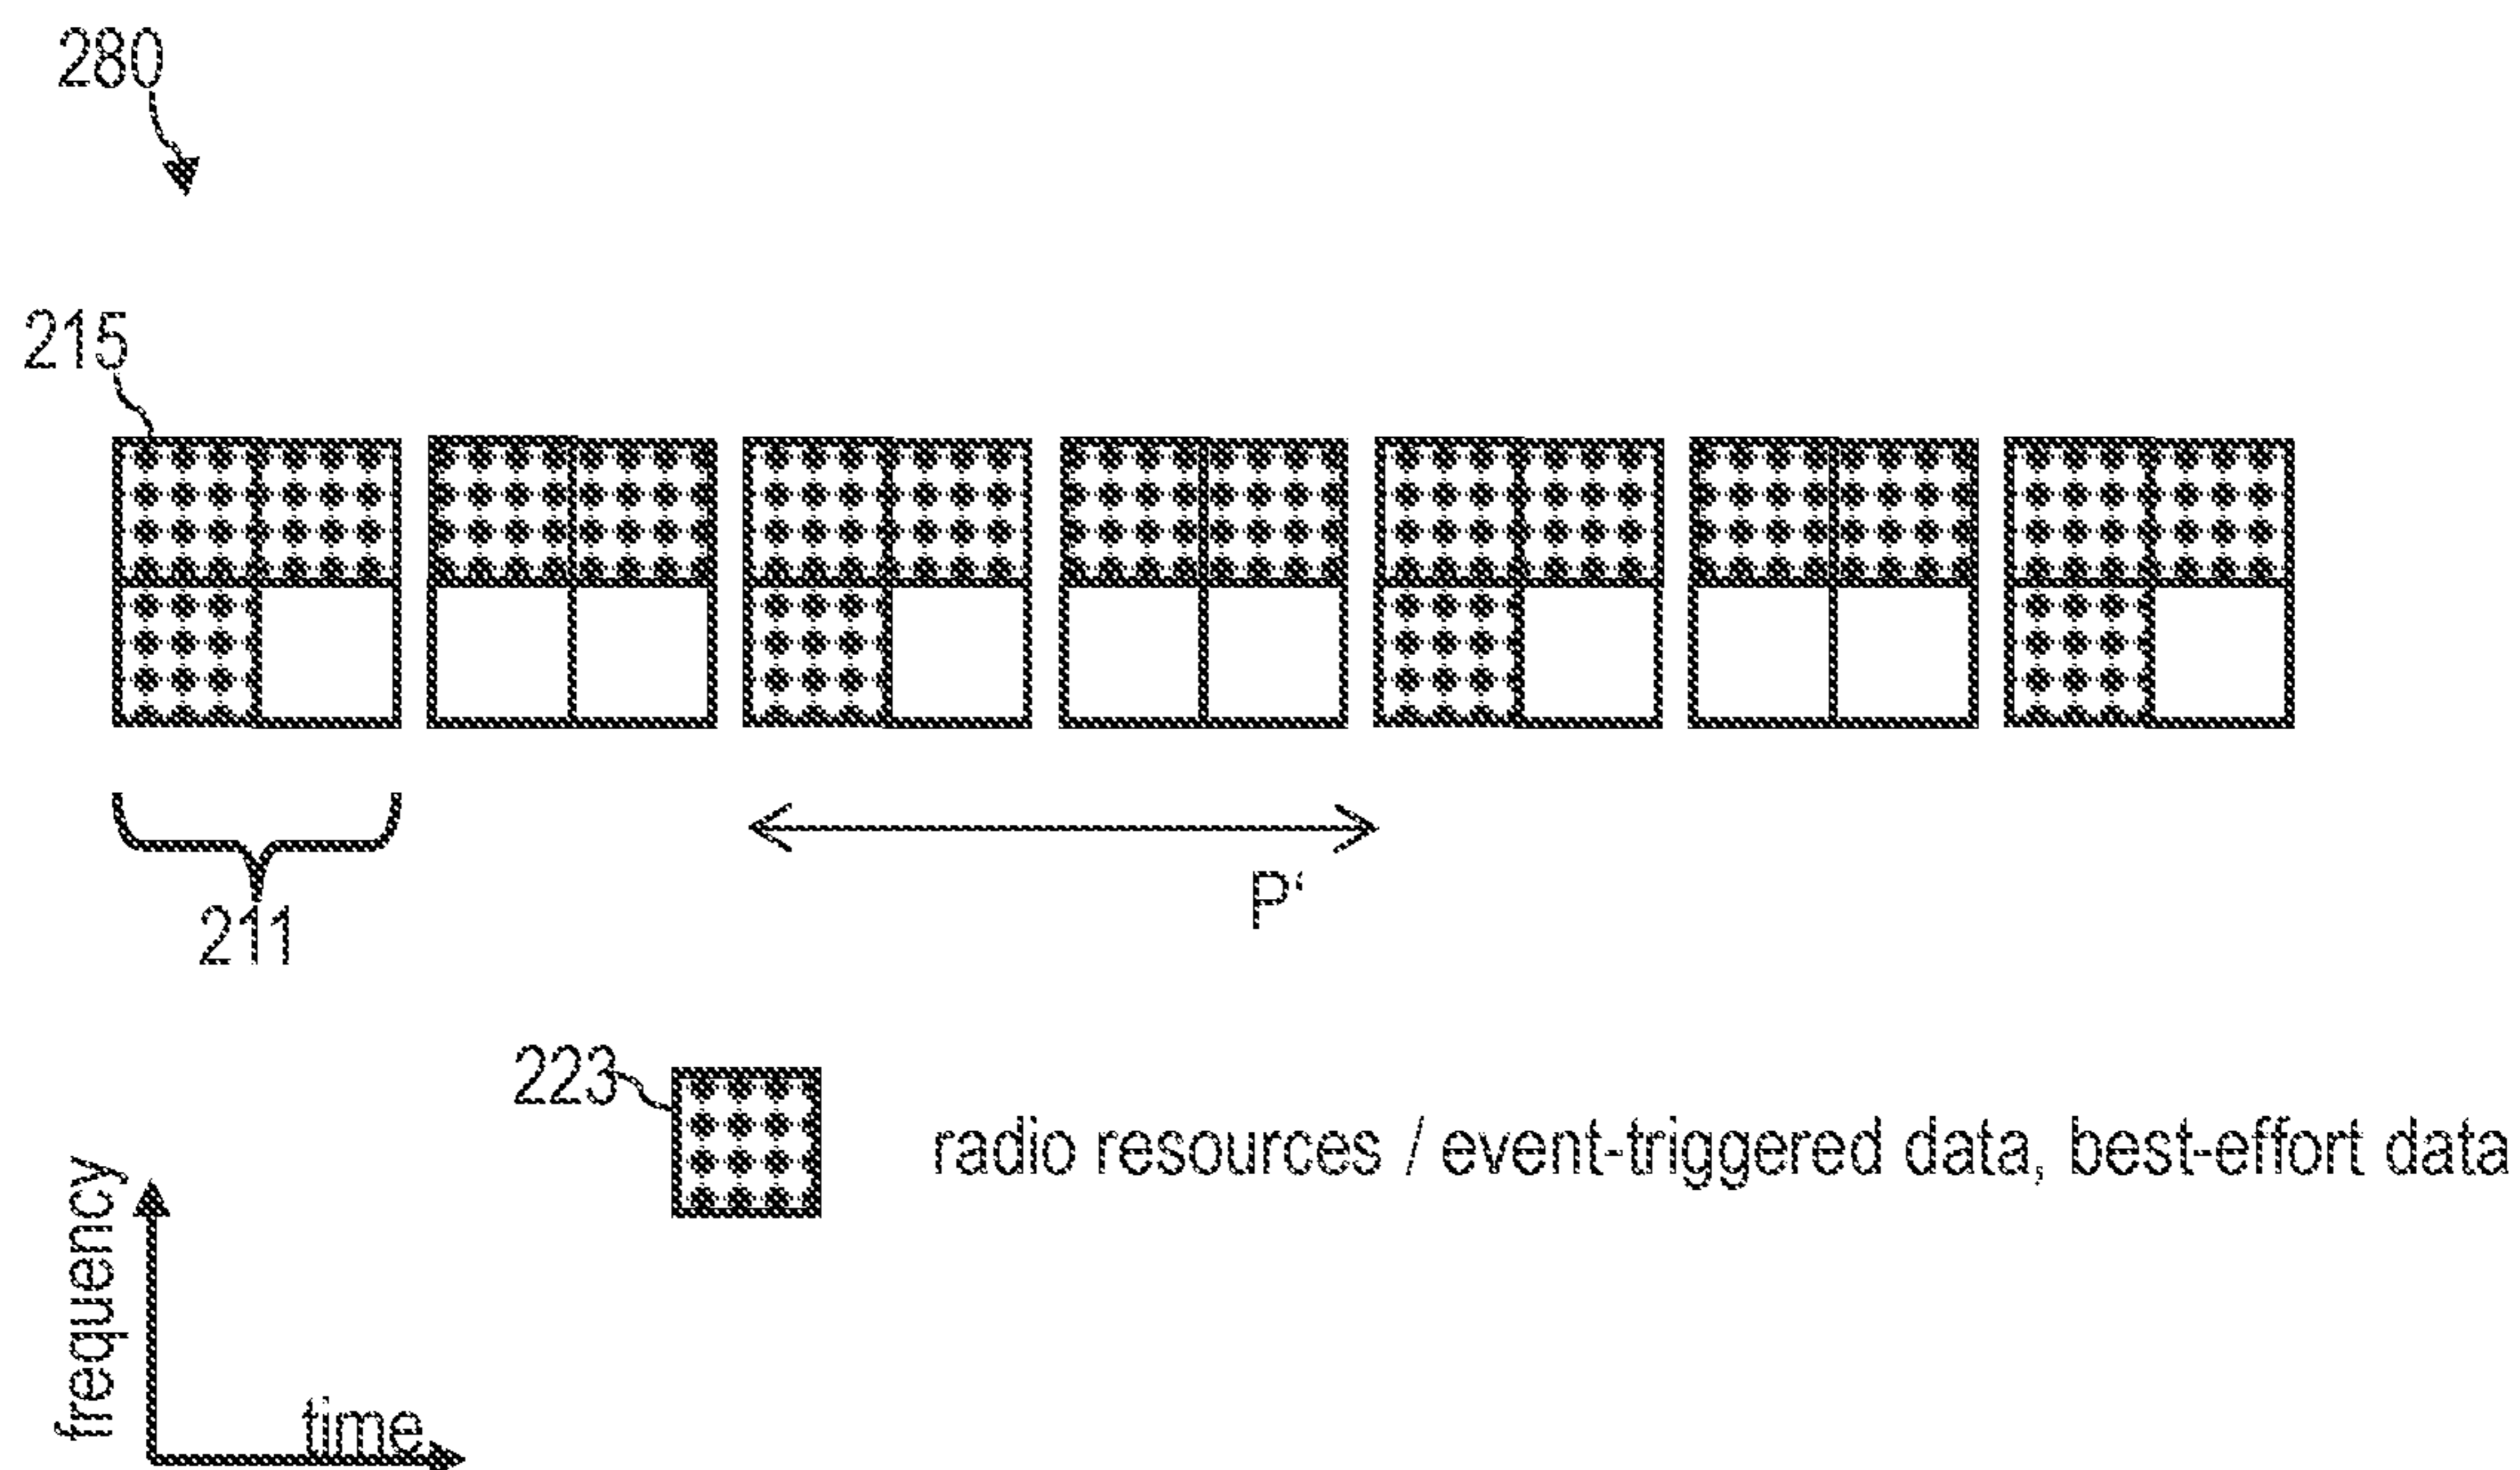 280
215
211
P‘
223
radio resources / event-triggered data, best-effort data
frequency
time